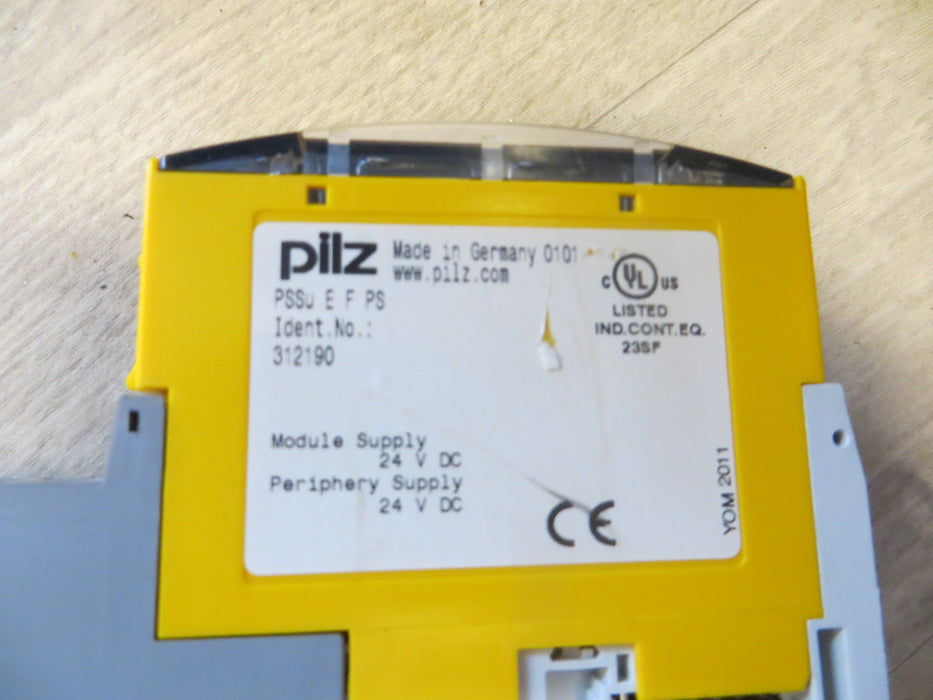 pilz Made in Germany 0101
www.pilz.com
PSSu E F PS
Ident.No.:
312190
C UL US
LISTED
IND.CONT.EQ.
23SF
Module Supply
24 V DC
Periphery Supply
24 V DC
CE
YOM 2011